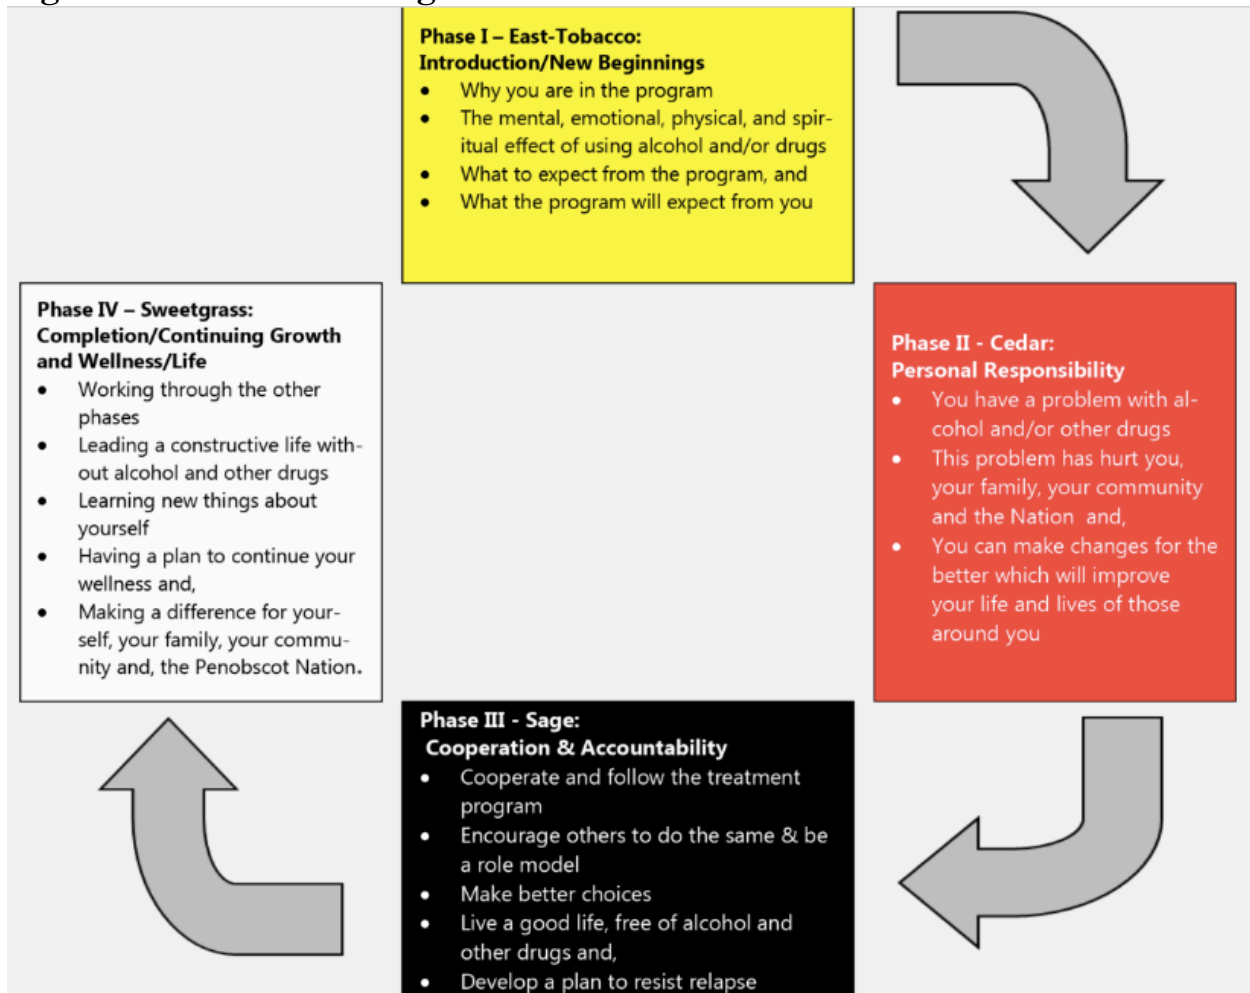 Phase I – East-Tobacco:
Introduction/New Beginnings
• Why you are in the program
• The mental, emotional, physical, and spir-
itual effect of using alcohol and/or drugs
• What to expect from the program, and
• What the program will expect from you
Phase II - Cedar:
Personal Responsibility
• You have a problem with al-
cohol and/or other drugs
• This problem has hurt you,
your family, your community
and the Nation and,
• You can make changes for the
better which will improve
your life and lives of those
around you
Phase III - Sage:
Cooperation & Accountability
• Cooperate and follow the treatment
program
• Encourage others to do the same & be
a role model
• Make better choices
• Live a good life, free of alcohol and
other drugs and,
• Develop a plan to resist relapse
Phase IV – Sweetgrass:
Completion/Continuing Growth
and Wellness/Life
• Working through the other
phases
• Leading a constructive life with-
out alcohol and other drugs
• Learning new things about
yourself
• Having a plan to continue your
wellness and,
• Making a difference for your-
self, your family, your commu-
nity and, the Penobscot Nation.